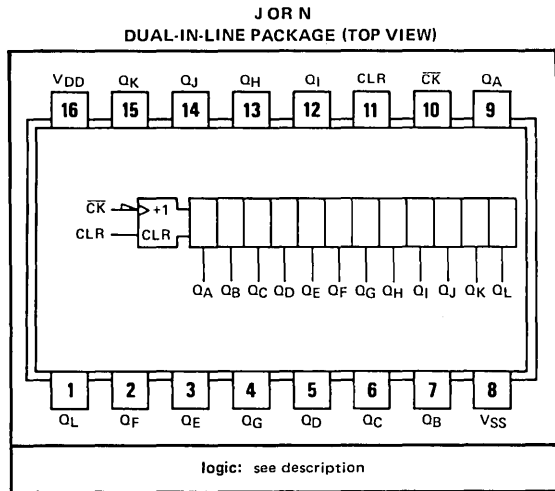 J OR N
DUAL-IN-LINE PACKAGE (TOP VIEW)
VDD QK QJ QH QI CLR CK QA
16 15 14 13 12 11 10 9
CK +1
CLR CLR
QA QB QC QD QE QF QG QH QI QJ QK QL
1 2 3 4 5 6 7 8
QL QF QE QG QD QC QB VSS
logic: see description